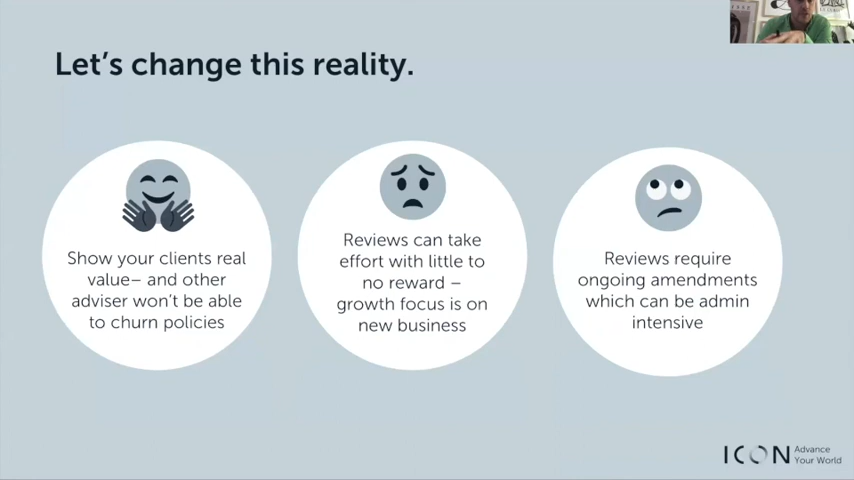 Let's change this reality.
Show your clients real
value– and other
adviser won't be able
to churn policies
Reviews can take
effort with little to
no reward –
growth focus is on
new business
Reviews require
ongoing amendments
which can be admin
intensive
ICON
Advance
Your World